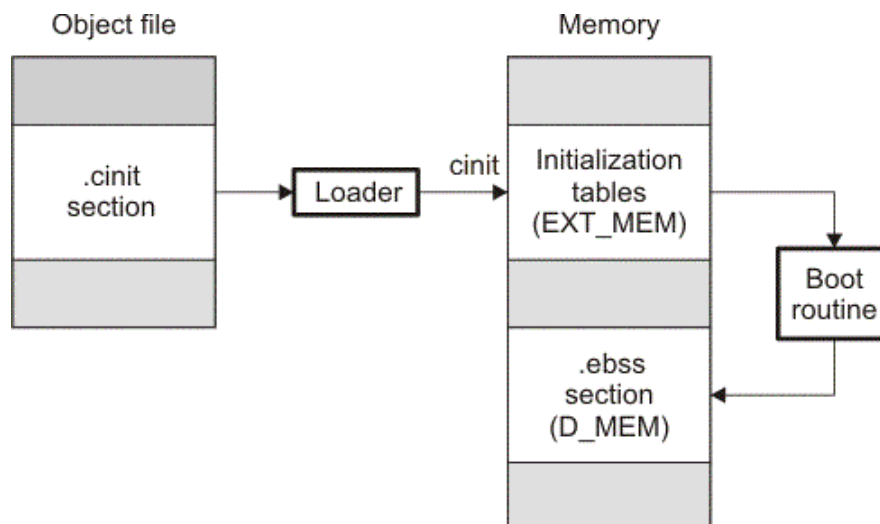 Object file
Memory
.cinit
section
Loader
cinit
Initialization
tables
(EXT_MEM)
Boot
routine
.ebss
section
(D_MEM)